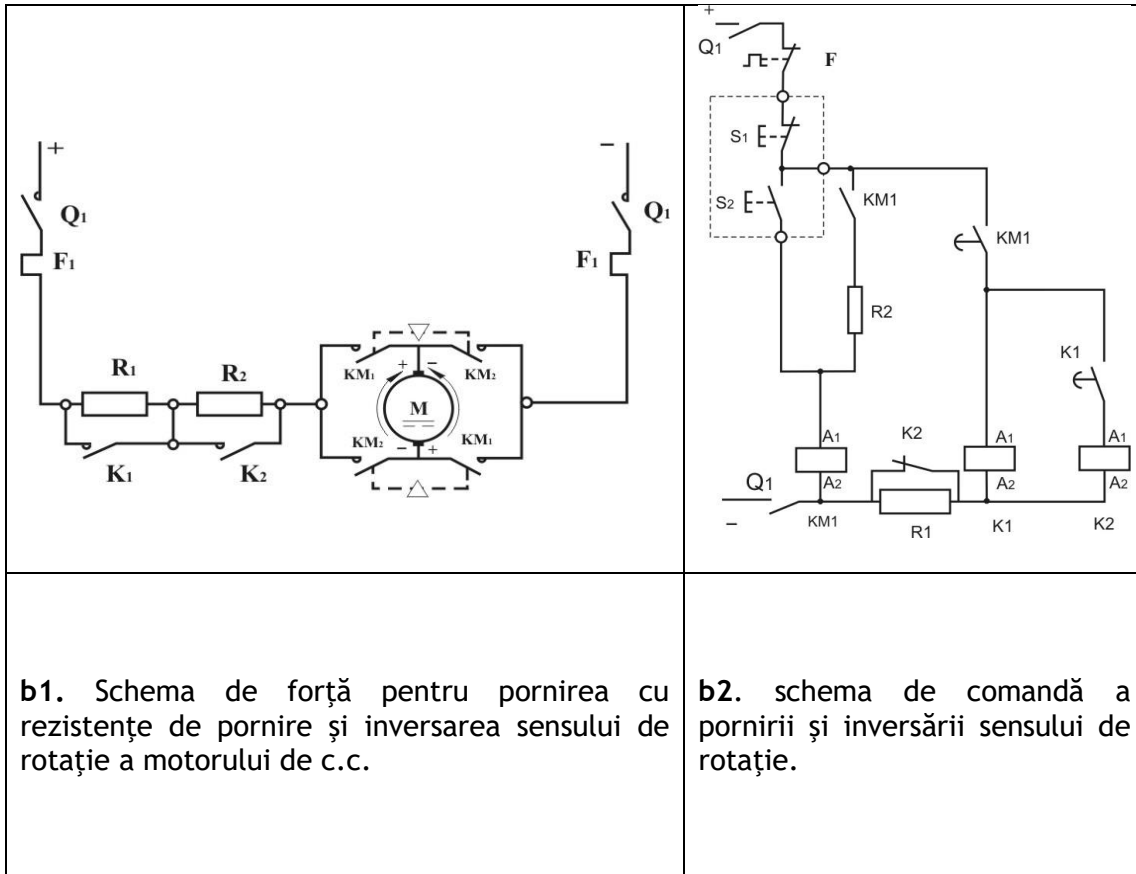 +
Q1
F1
R1
R2
K1
K2
KM1
KM2
+
−
M
KM2
KM1
−
+
−
Q1
F1
+
Q1
F
S1
S2
KM1
KM1
R2
K1
A1
A2
K2
A1
A2
A1
A2
Q1
−
KM1
R1
K1
K2
b1. Schema de forţă pentru pornirea cu
rezistenţe de pornire şi inversarea sensului de
rotaţie a motorului de c.c.
b2. schema de comandă a
pornirii şi inversării sensului de
rotaţie.